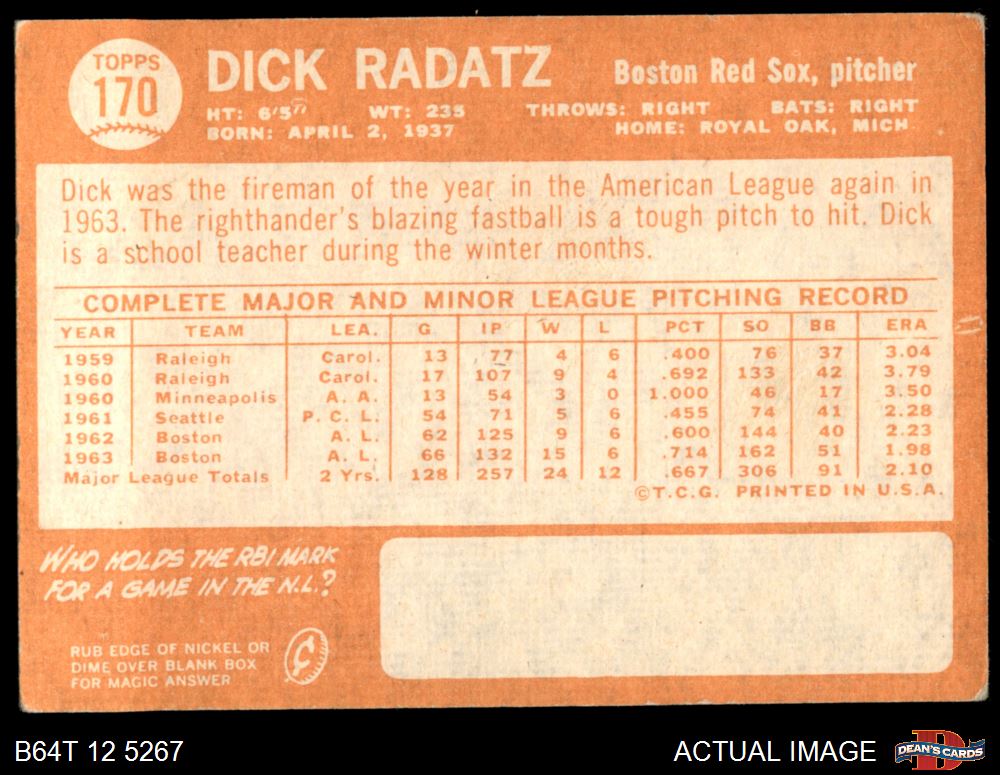 TOPPS
170
DICK RADATZ
Boston Red Sox, pitcher
HT: 6'5" WT: 235 THROWS: RIGHT BATS: RIGHT
BORN: APRIL 2, 1937 HOME: ROYAL OAK, MICH
Dick was the fireman of the year in the American League again in
1963. The righthander's blazing fastball is a tough pitch to hit. Dick
is a school teacher during the winter months.
COMPLETE MAJOR AND MINOR LEAGUE PITCHING RECORD
YEAR TEAM LEA. G IP W L PCT SO BB ERA
1959 Raleigh Carol. 13 77 4 6 .400 76 37 3.04
1960 Raleigh Carol. 17 107 9 4 .692 133 42 3.79
1960 Minneapolis A. A. 13 54 3 0 1.000 46 17 3.50
1961 Seattle P. C. L. 54 71 5 6 .455 74 41 2.28
1962 Boston A. L. 62 125 9 6 .600 144 40 2.23
1963 Boston A. L. 66 132 15 6 .714 162 51 1.98
Major League Totals 2 Yrs. 128 257 24 12 .667 306 91 2.10
©T.C.G. PRINTED IN U.S.A.
WHO HOLDS THE RBI MARK
FOR A GAME IN THE N.L.?
RUB EDGE OF NICKEL OR
DIME OVER BLANK BOX
FOR MAGIC ANSWER
B64T 12 5267
ACTUAL IMAGE
D
DEAN'S CARDS